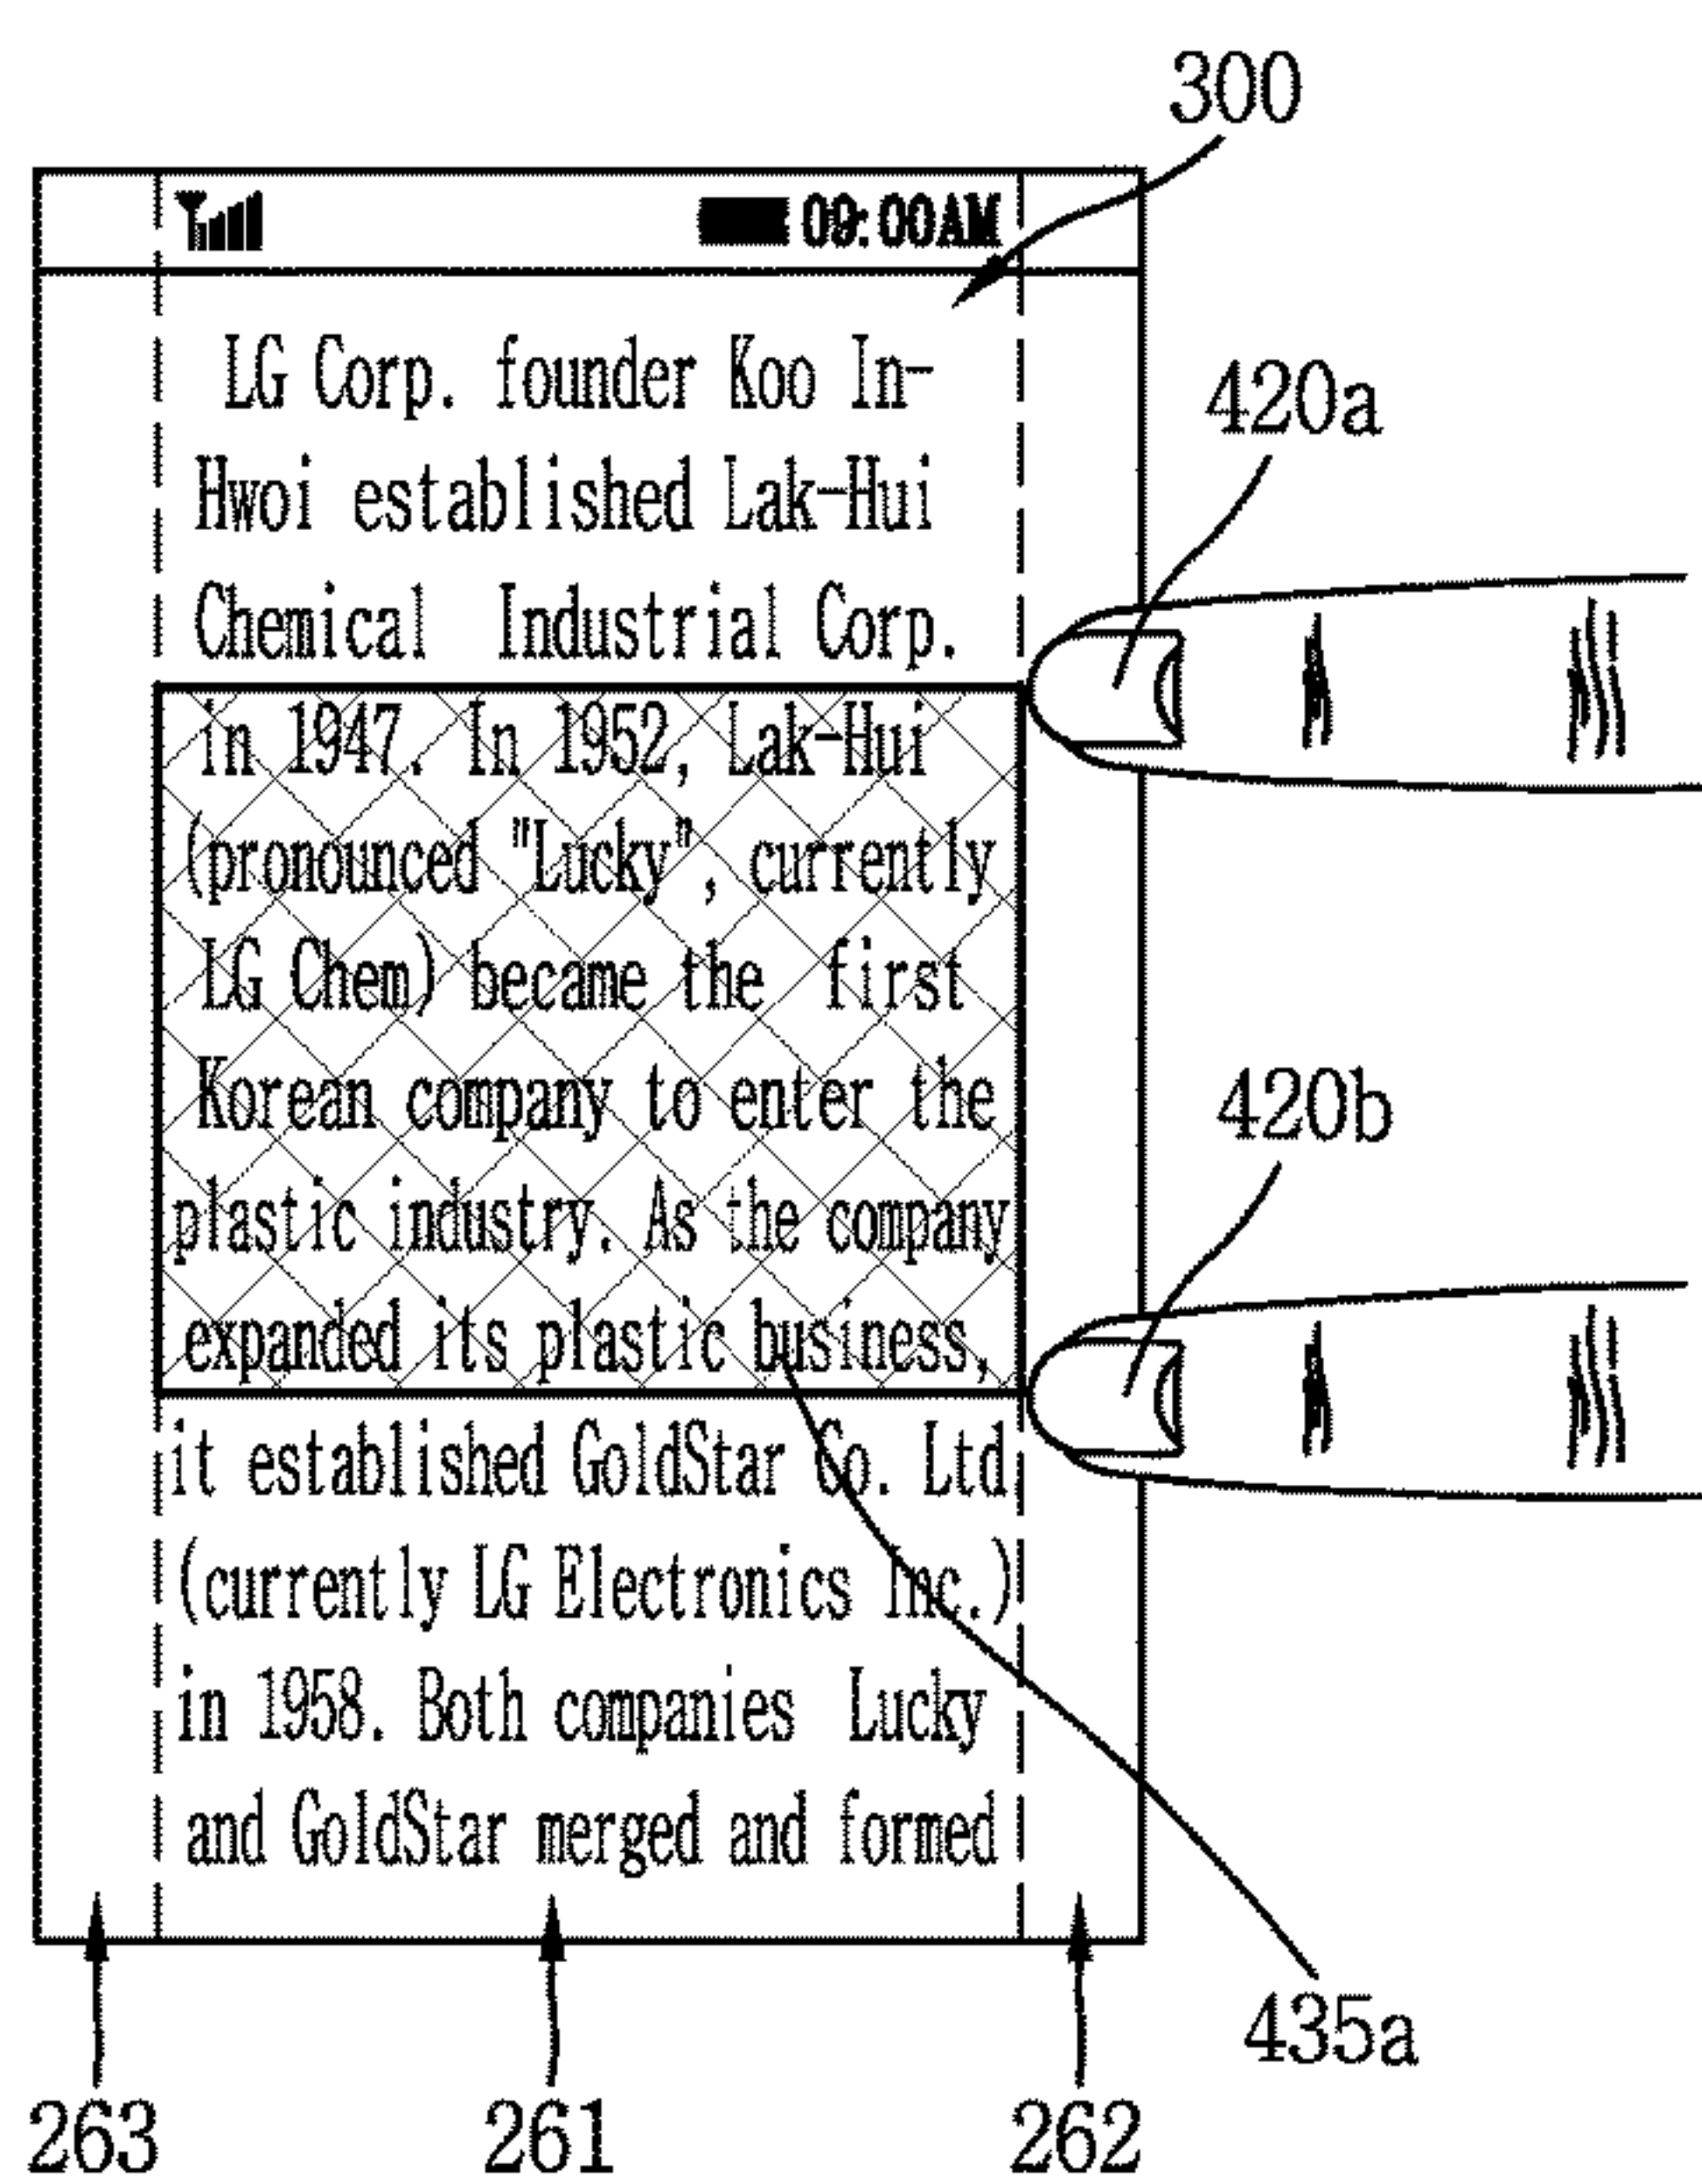 300
09:00AM
LG Corp. founder Koo In-
420a
Hwoi established Lak-Hui
Chemical Industrial Corp.
in 1947. In 1952, Lak-Hui
(pronounced "Lucky", currently
LG Chem) became the first
Korean company to enter the
420b
plastic industry. As the company
expanded its plastic business,
it established GoldStar Co. Ltd
(currently LG Electronics Inc.)
in 1958. Both companies Lucky
and GoldStar merged and formed
435a
263 261 262